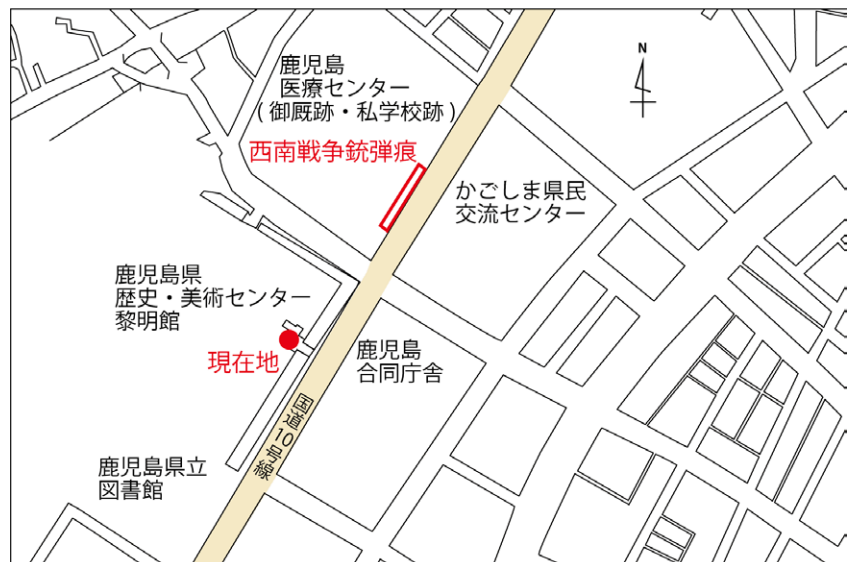 鹿児島
医療センター
(御厩跡・私学校跡)
N
西南戦争銃弾痕
かごしま県民
交流センター
鹿児島県
歴史・美術センター
黎明館
現在地
鹿児島
合同庁舎
国道10号線
鹿児島県立
図書館